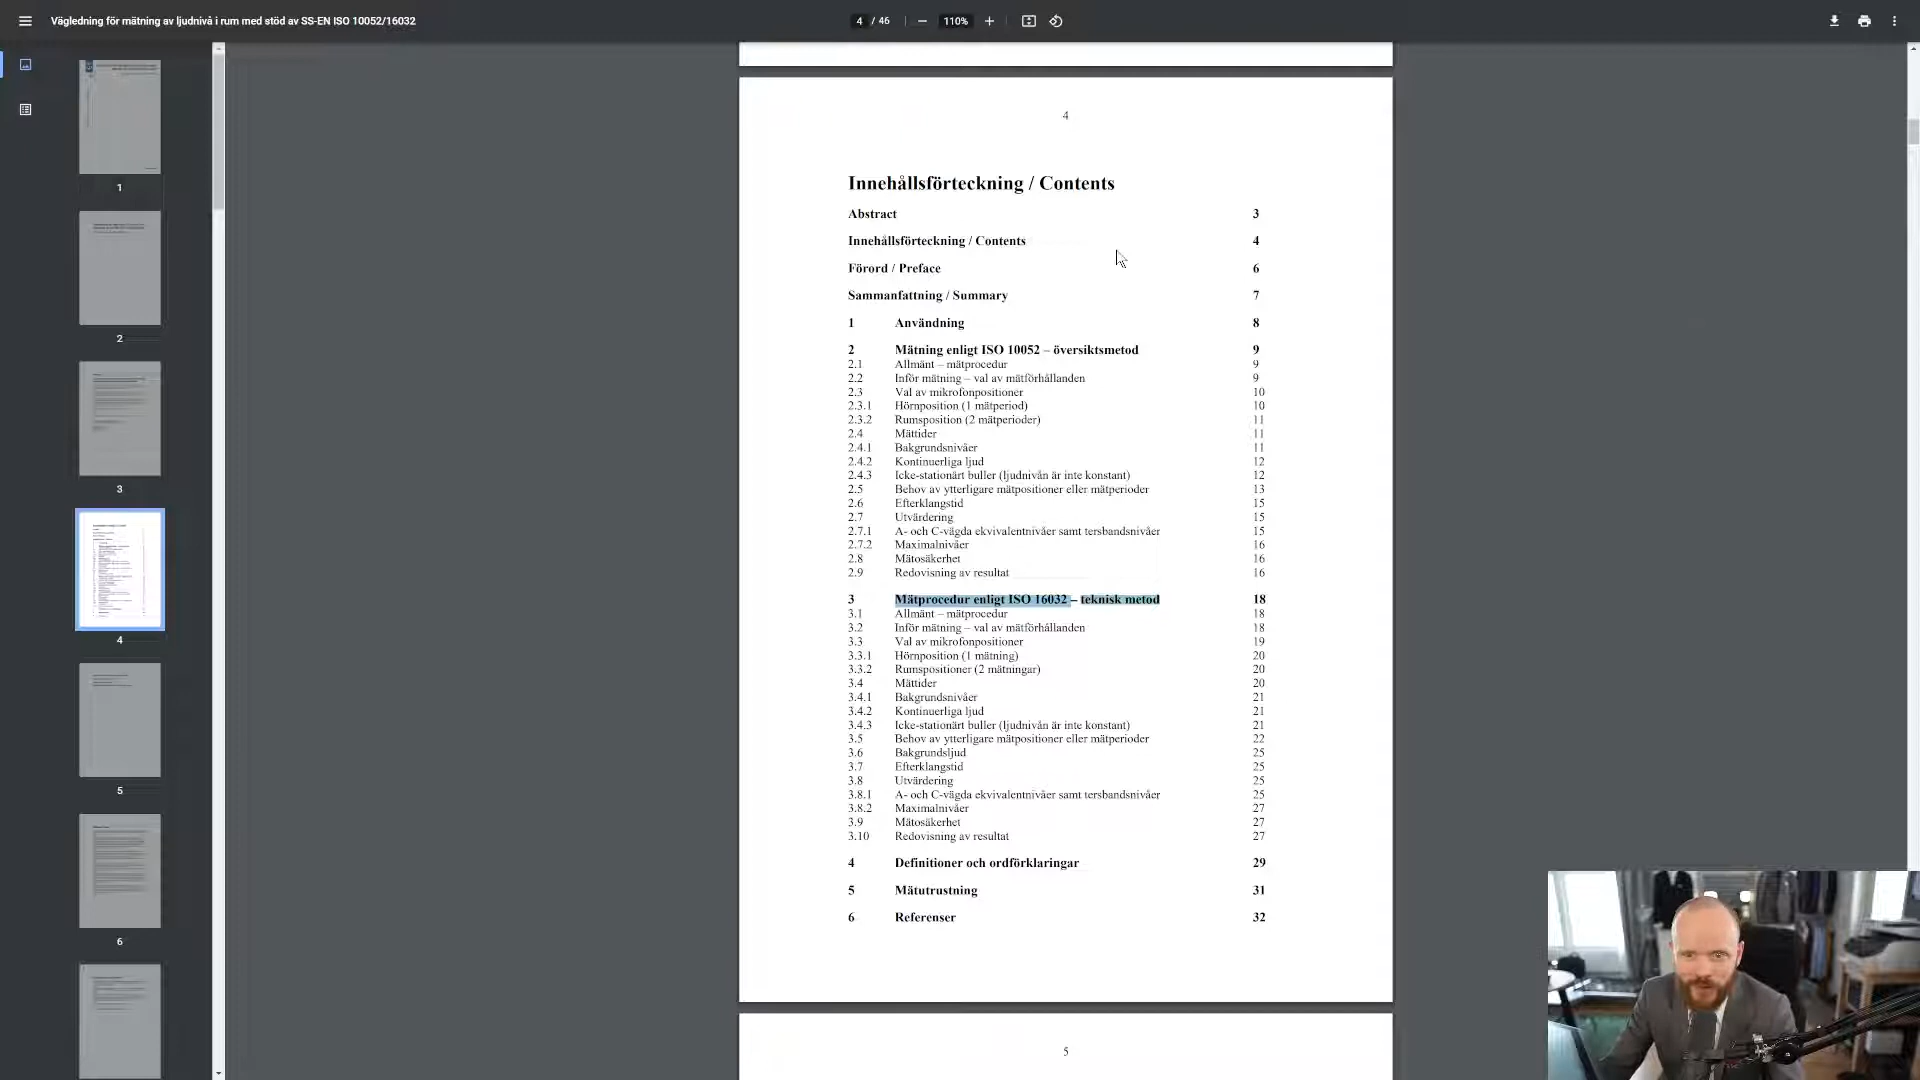 Vägledning för mätning av ljudnivå i rum med stöd av SS-EN ISO 10052/16032
4 / 46
110%
1
2
3
4
5
6
4
Innehållsförteckning / Contents
Abstract 3
Innehållsförteckning / Contents 4
Förord / Preface 6
Sammanfattning / Summary 7
1 Användning 8
2 Mätning enligt ISO 10052 – översiktsmetod 9
2.1 Allmänt – mätprocedur 9
2.2 Inför mätning – val av mätförhållanden 9
2.3 Val av mikrofonpositioner 10
2.3.1 Hörnposition (1 mätperiod) 10
2.3.2 Rumsposition (2 mätperioder) 11
2.4 Mättider 11
2.4.1 Bakgrundsnivåer 11
2.4.2 Kontinuerliga ljud 12
2.4.3 Icke-stationärt buller (ljudnivån är inte konstant) 12
2.5 Behov av ytterligare mätpositioner eller mätperioder 13
2.6 Efterklangstid 15
2.7 Utvärdering 15
2.7.1 A- och C-vägda ekvivalentnivåer samt tersbandsnivåer 15
2.7.2 Maximalnivåer 16
2.8 Mätosäkerhet 16
2.9 Redovisning av resultat 16
3 Mätprocedur enligt ISO 16032 – teknisk metod 18
3.1 Allmänt – mätprocedur 18
3.2 Inför mätning – val av mätförhållanden 18
3.3 Val av mikrofonpositioner 19
3.3.1 Hörnposition (1 mätning) 20
3.3.2 Rumspositioner (2 mätningar) 20
3.4 Mättider 20
3.4.1 Bakgrundsnivåer 21
3.4.2 Kontinuerliga ljud 21
3.4.3 Icke-stationärt buller (ljudnivån är inte konstant) 21
3.5 Behov av ytterligare mätpositioner eller mätperioder 22
3.6 Bakgrundsljud 25
3.7 Efterklangstid 25
3.8 Utvärdering 25
3.8.1 A- och C-vägda ekvivalentnivåer samt tersbandsnivåer 25
3.8.2 Maximalnivåer 27
3.9 Mätosäkerhet 27
3.10 Redovisning av resultat 27
4 Definitioner och ordförklaringar 29
5 Mätutrustning 31
6 Referenser 32
5